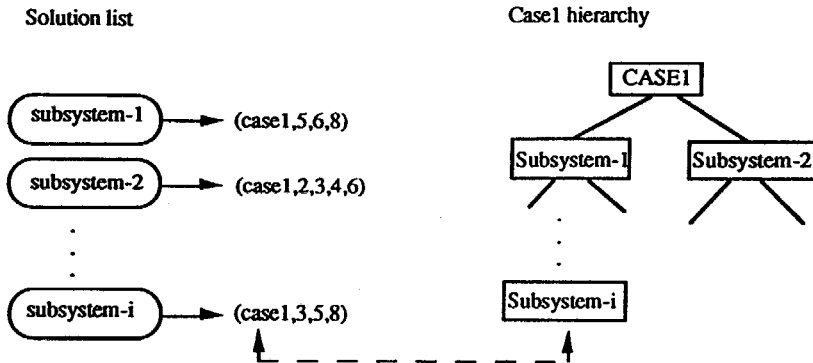 Solution list
subsystem-1
(case1,5,6,8)
subsystem-2
(case1,2,3,4,6)
subsystem-i
(case1,3,5,8)
Case1 hierarchy
CASE1
Subsystem-1
Subsystem-2
Subsystem-i